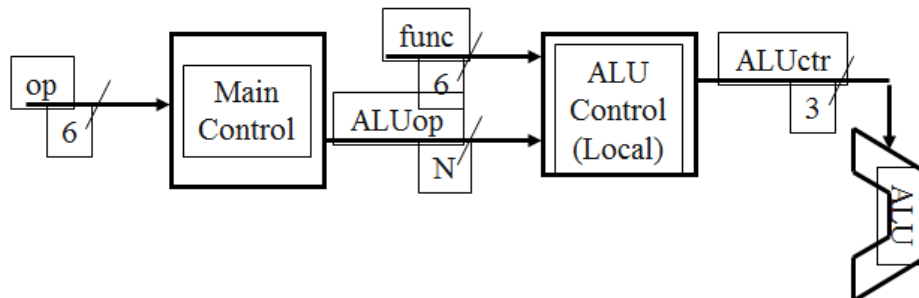 op
6
Main
Control
func
6
ALUop
N
ALU
Control
(Local)
ALUctr
3
ALU